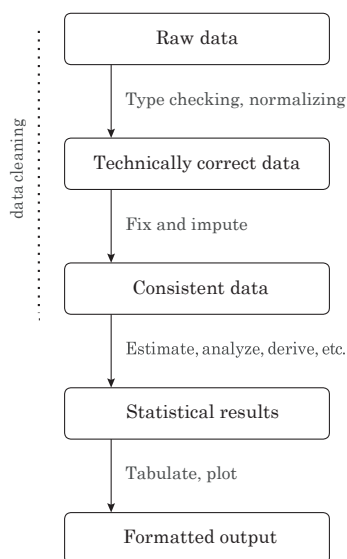 Raw data
Type checking, normalizing
Technically correct data
Fix and impute
Consistent data
Estimate, analyze, derive, etc.
Statistical results
Tabulate, plot
Formatted output
data cleaning